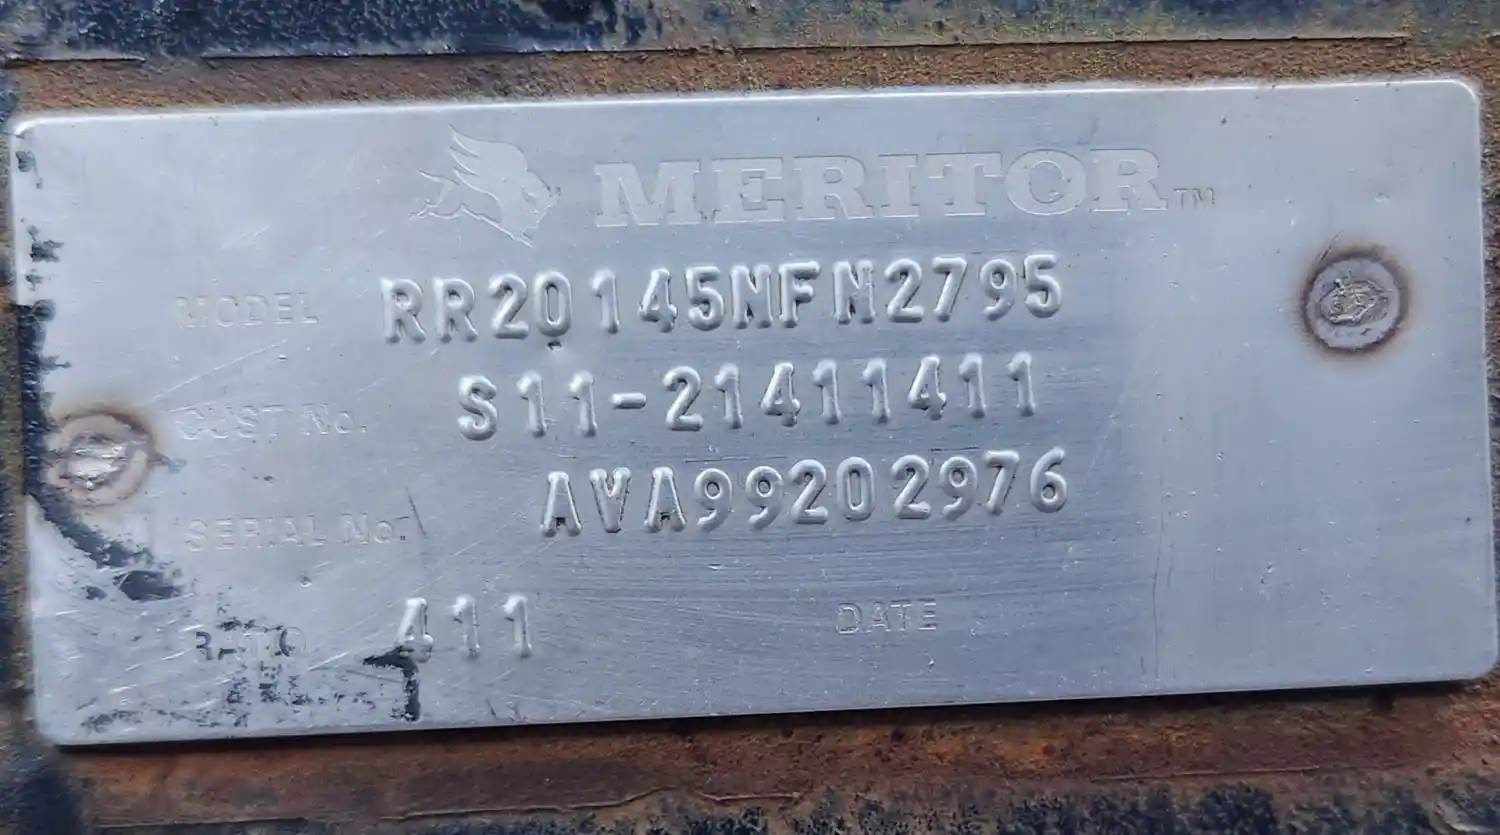 MERITOR™
MODEL RR20145NFN2795
CUST No. S11-21411411
SERIAL No. AVA99202976
RATIO 411 DATE